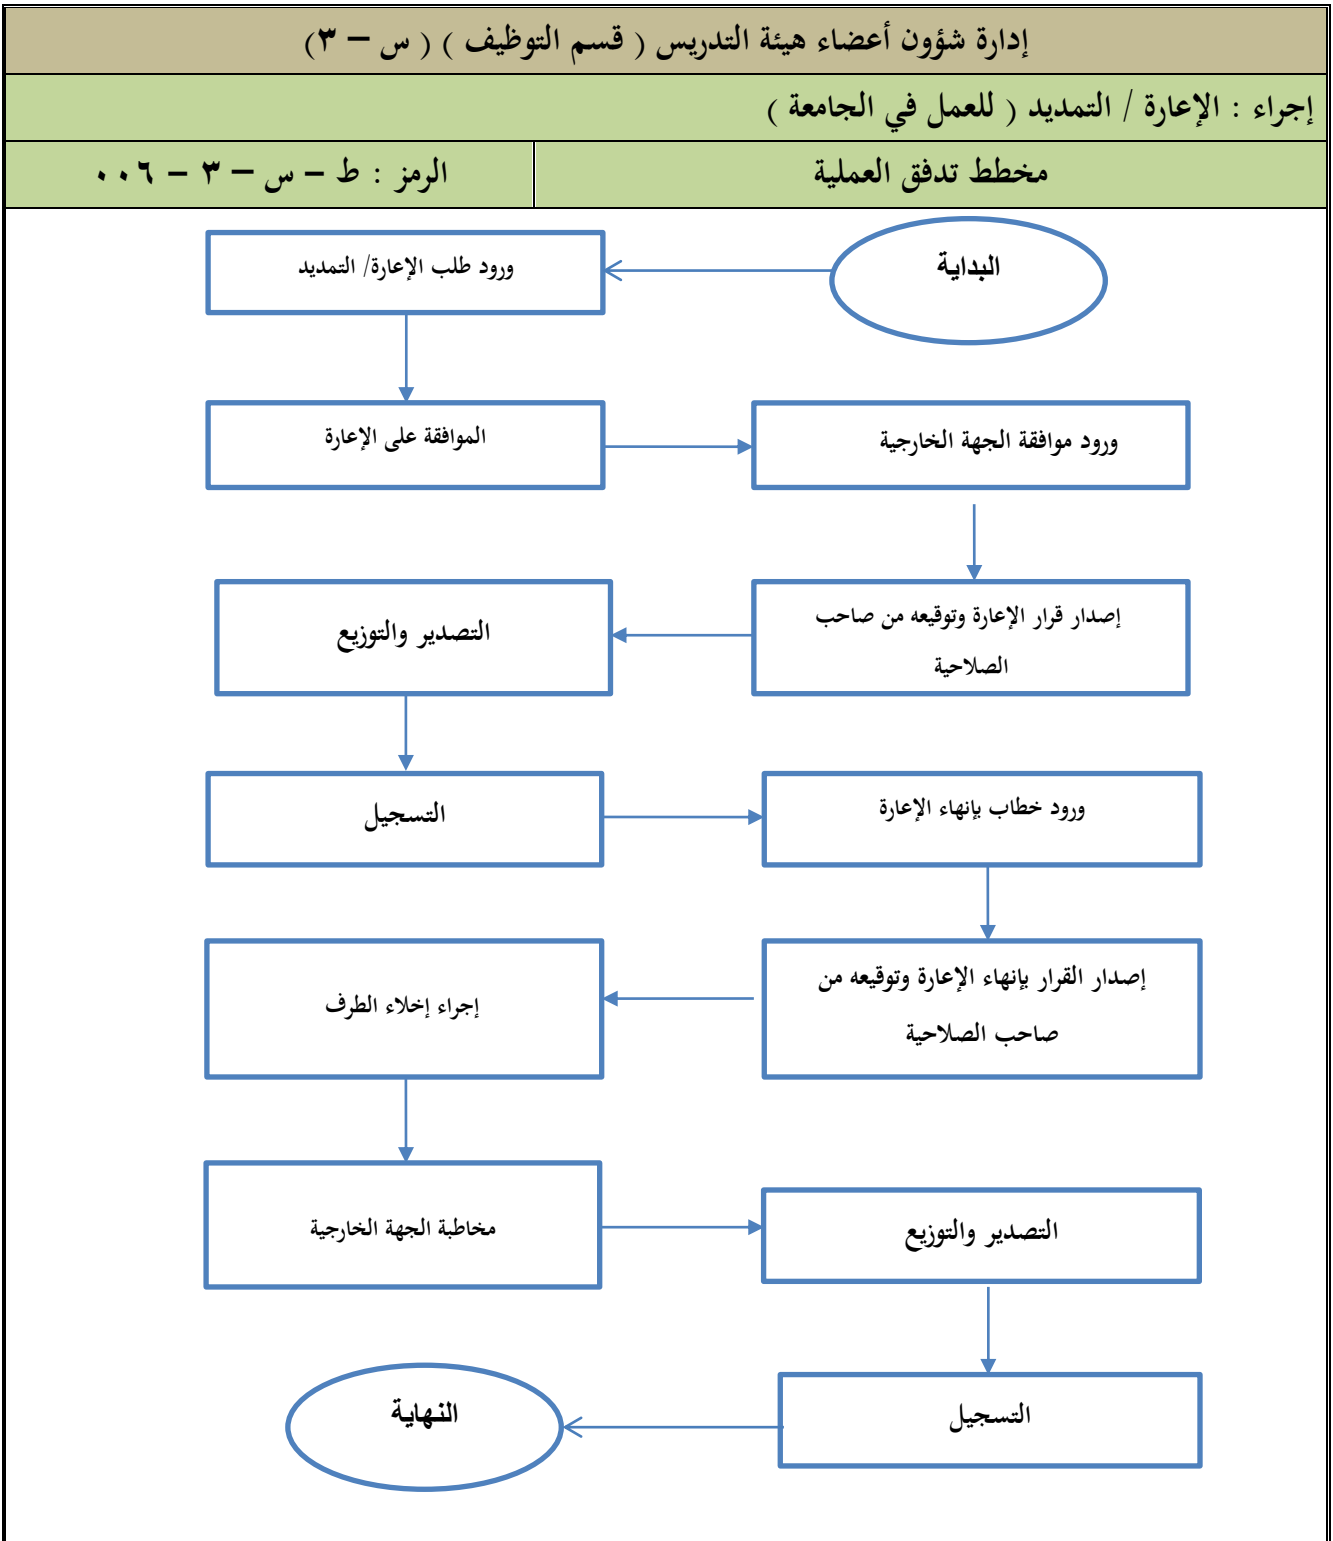 إدارة شؤون أعضاء هيئة التدريس ( قسم التوظيف ) ( س – ٣)
إجراء : الإعارة / التمديد ( للعمل في الجامعة )
مخطط تدفق العملية
الرمز : ط – س – ٣ – ٠٠٦
البداية
ورود طلب الإعارة/ التمديد
الموافقة على الإعارة
ورود موافقة الجهة الخارجية
إصدار قرار الإعارة وتوقيعه من صاحب
الصلاحية
التصدير والتوزيع
التسجيل
ورود خطاب بإنهاء الإعارة
إصدار القرار بإنهاء الإعارة وتوقيعه من
صاحب الصلاحية
إجراء إخلاء الطرف
مخاطبة الجهة الخارجية
التصدير والتوزيع
التسجيل
النهاية